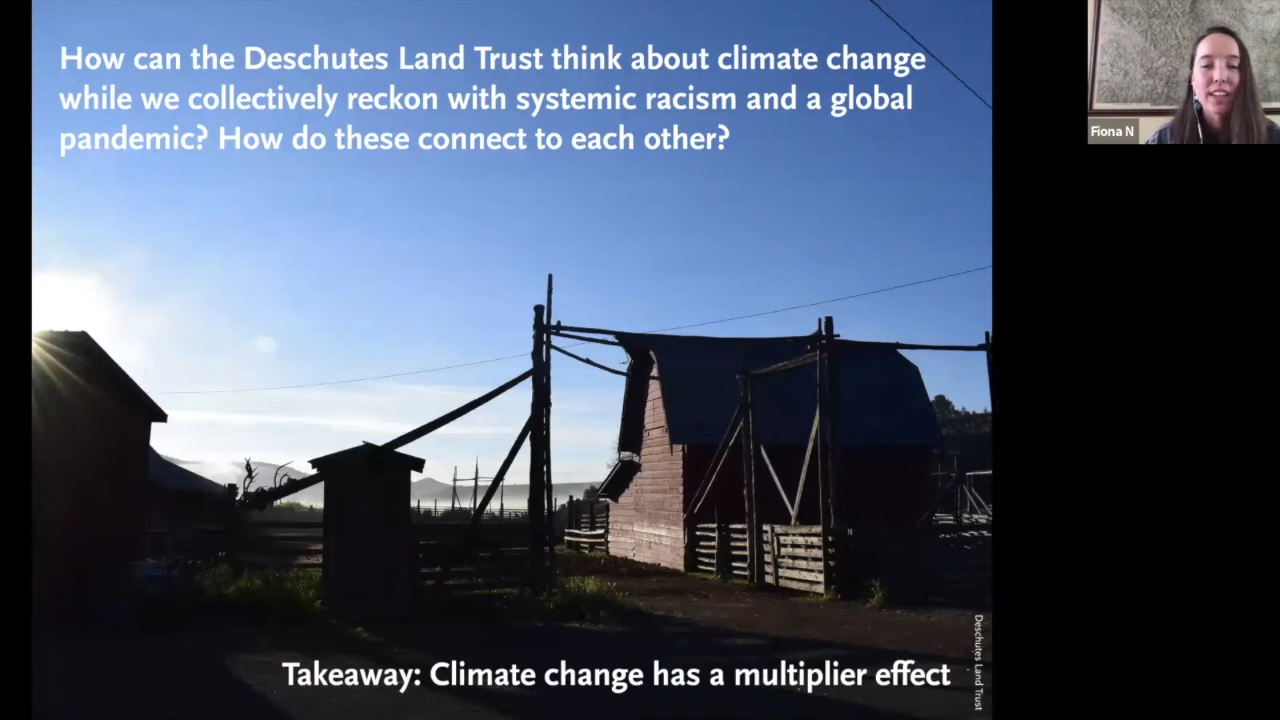 How can the Deschutes Land Trust think about climate change
while we collectively reckon with systemic racism and a global
pandemic? How do these connect to each other?
Fiona N
Takeaway: Climate change has a multiplier effect
Deschutes Land Trust